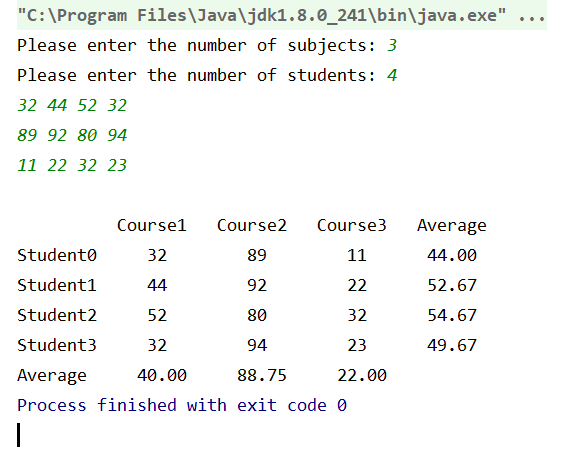 "C:\Program Files\Java\jdk1.8.0_241\bin\java.exe" ...
Please enter the number of subjects: 3
Please enter the number of students: 4
32 44 52 32
89 92 80 94
11 22 32 23
Course1 Course2 Course3 Average
Student0 32 89 11 44.00
Student1 44 92 22 52.67
Student2 52 80 32 54.67
Student3 32 94 23 49.67
Average 40.00 88.75 22.00
Process finished with exit code 0